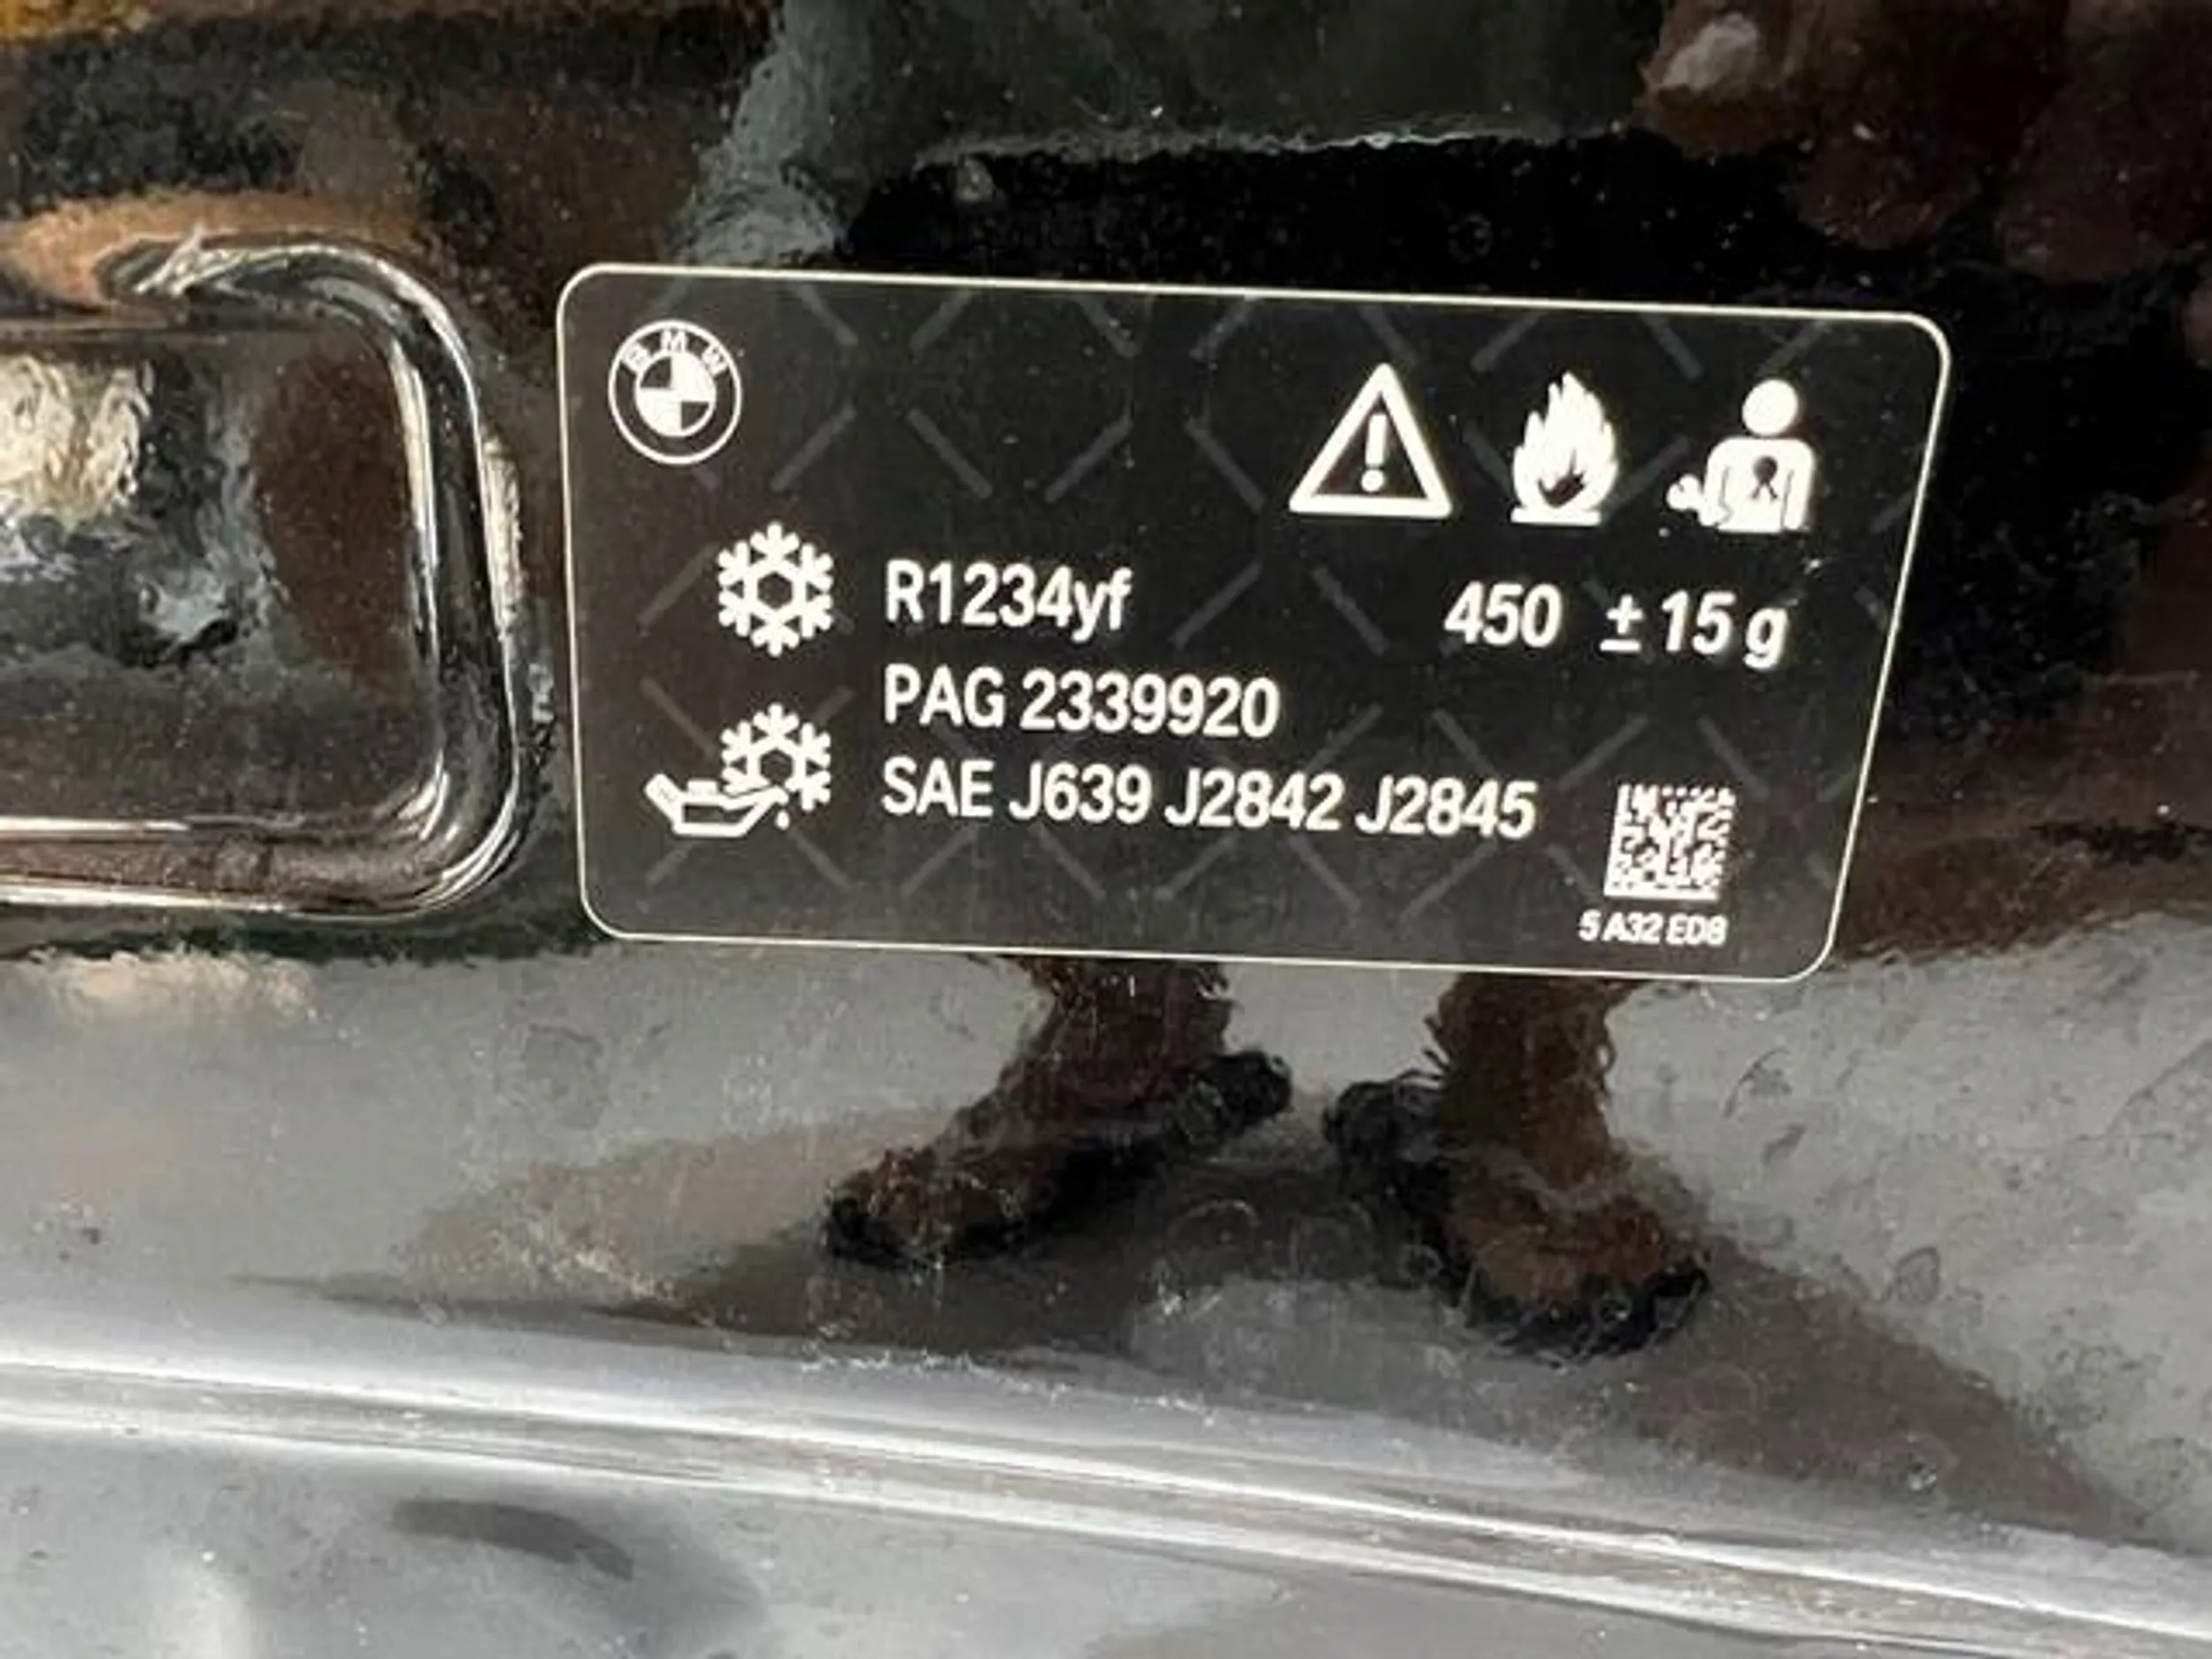 BMW
R1234yf 450 ± 15 g
PAG 2339920
SAE J639 J2842 J2845
5 A32 ED8